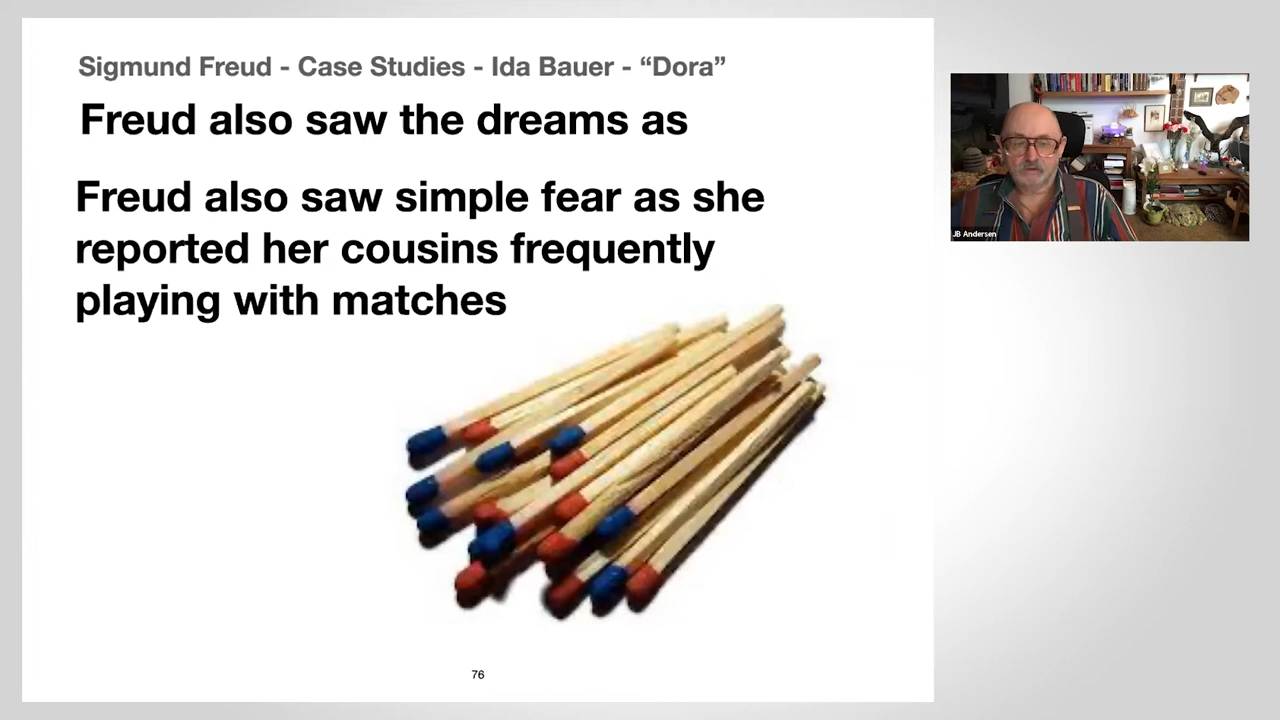 Sigmund Freud - Case Studies - Ida Bauer - “Dora”
Freud also saw the dreams as
Freud also saw simple fear as she
reported her cousins frequently
playing with matches
76
JB Andersen